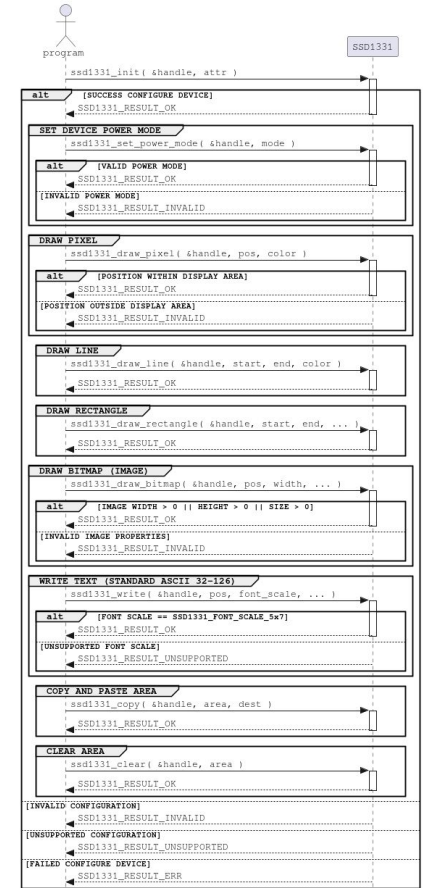 program
SSD1331
ssd1331_init( &handle, attr )
alt [SUCCESS CONFIGURE DEVICE]
SSD1331_RESULT_OK
SET DEVICE POWER MODE
ssd1331_set_power_mode( &handle, mode )
alt [VALID POWER MODE]
SSD1331_RESULT_OK
[INVALID POWER MODE]
SSD1331_RESULT_INVALID
DRAW PIXEL
ssd1331_draw_pixel( &handle, pos, color )
alt [POSITION WITHIN DISPLAY AREA]
SSD1331_RESULT_OK
[POSITION OUTSIDE DISPLAY AREA]
SSD1331_RESULT_INVALID
DRAW LINE
ssd1331_draw_line( &handle, start, end, color )
SSD1331_RESULT_OK
DRAW RECTANGLE
ssd1331_draw_rectangle( &handle, start, end, ... )
SSD1331_RESULT_OK
DRAW BITMAP (IMAGE)
ssd1331_draw_bitmap( &handle, pos, width, ... )
alt [IMAGE WIDTH > 0 || HEIGHT > 0 || SIZE > 0]
SSD1331_RESULT_OK
[INVALID IMAGE PROPERTIES]
SSD1331_RESULT_INVALID
WRITE TEXT (STANDARD ASCII 32-126)
ssd1331_write( &handle, pos, font_scale, ... )
alt [FONT SCALE == SSD1331_FONT_SCALE_5x7]
SSD1331_RESULT_OK
[UNSUPPORTED FONT SCALE]
SSD1331_RESULT_UNSUPPORTED
COPY AND PASTE AREA
ssd1331_copy( &handle, area, dest )
SSD1331_RESULT_OK
CLEAR AREA
ssd1331_clear( &handle, area )
SSD1331_RESULT_OK
[INVALID CONFIGURATION]
SSD1331_RESULT_INVALID
[UNSUPPORTED CONFIGURATION]
SSD1331_RESULT_UNSUPPORTED
[FAILED CONFIGURE DEVICE]
SSD1331_RESULT_ERR